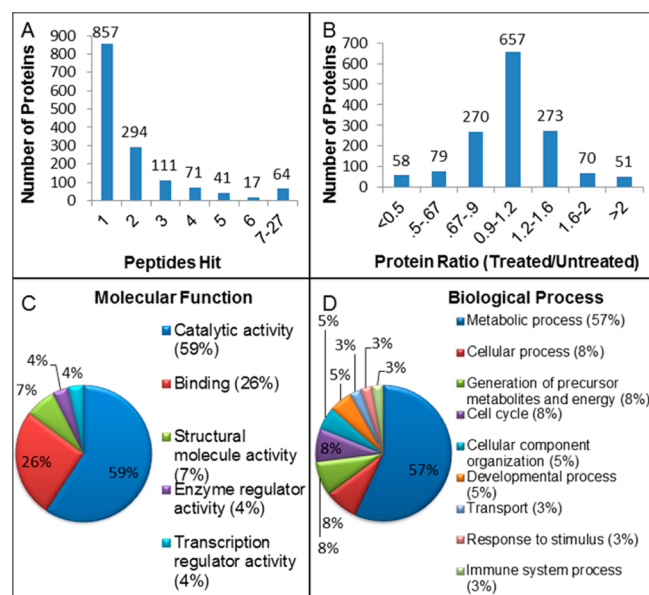 A
Number of Proteins
900
800
700
600
500
400
300
200
100
0
857
294
111
71
41
17
64
1
2
3
4
5
6
7-27
Peptides Hit
B
Number of Proteins
700
600
500
400
300
200
100
0
58
79
270
657
273
70
51
<0.5
.5-.67
.67-.9
0.9-1.2
1.2-1.6
1.6-2
>2
Protein Ratio (Treated/Untreated)
C
Molecular Function
4%
4%
7%
26%
59%
Catalytic activity
(59%)
Binding (26%)
Structural
molecule activity
(7%)
Enzyme regulator
activity (4%)
Transcription
regulator activity
(4%)
D
Biological Process
5%
3%
3%
5%
3%
8%
57%
8%
8%
Metabolic process (57%)
Cellular process (8%)
Generation of precursor
metabolites and energy (8%)
Cell cycle (8%)
Cellular component
organization (5%)
Developmental process
(5%)
Transport (3%)
Response to stimulus (3%)
Immune system process
(3%)